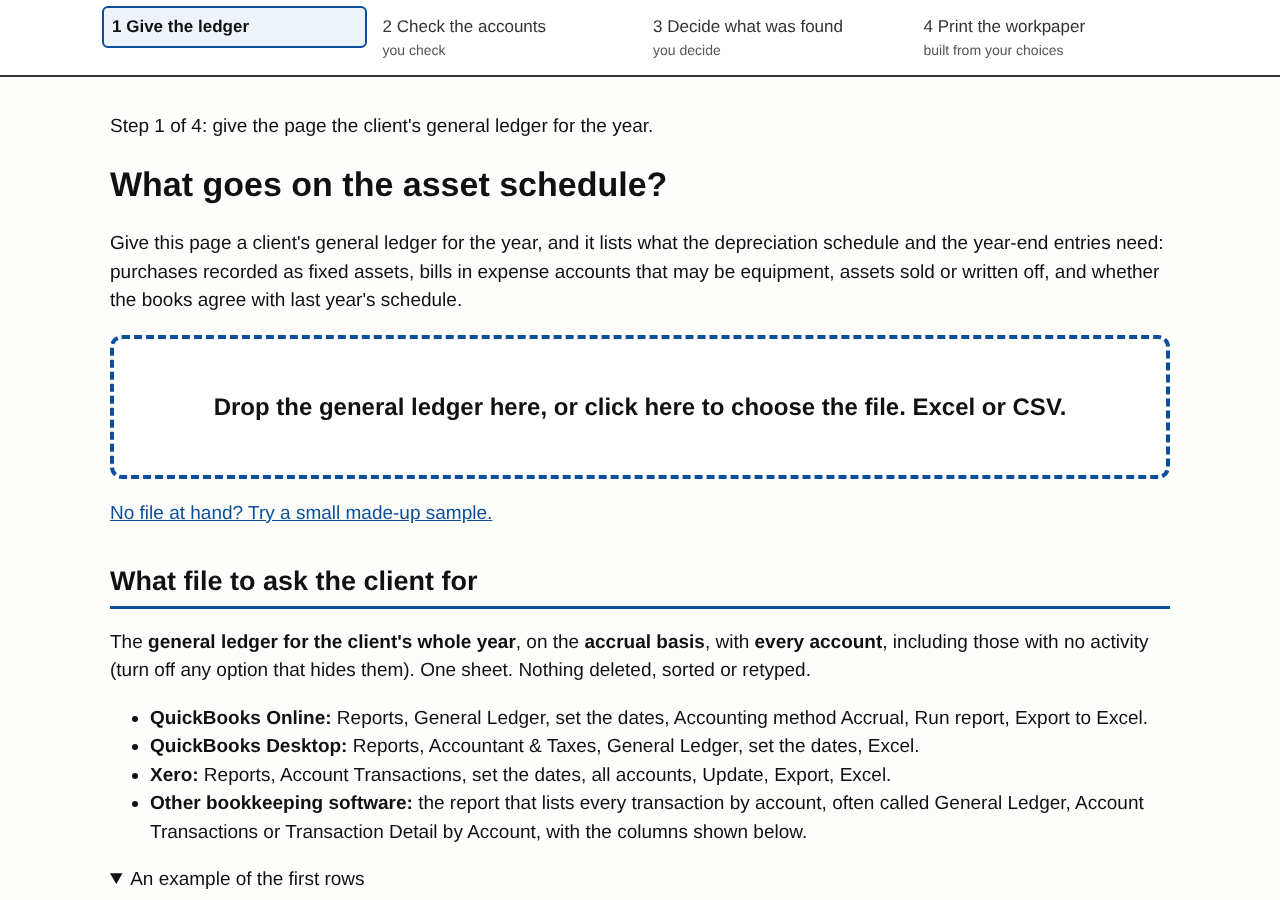 1 Give the ledger
2 Check the accounts
you check
3 Decide what was found
you decide
4 Print the workpaper
built from your choices
Step 1 of 4: give the page the client's general ledger for the year.
What goes on the asset schedule?
Give this page a client's general ledger for the year, and it lists what the depreciation schedule and the year-end entries need:
purchases recorded as fixed assets, bills in expense accounts that may be equipment, assets sold or written off, and whether
the books agree with last year's schedule.
Drop the general ledger here, or click here to choose the file. Excel or CSV.
No file at hand? Try a small made-up sample.
What file to ask the client for
The general ledger for the client's whole year, on the accrual basis, with every account, including those with no activity
(turn off any option that hides them). One sheet. Nothing deleted, sorted or retyped.
QuickBooks Online: Reports, General Ledger, set the dates, Accounting method Accrual, Run report, Export to Excel.
QuickBooks Desktop: Reports, Accountant & Taxes, General Ledger, set the dates, Excel.
Xero: Reports, Account Transactions, set the dates, all accounts, Update, Export, Excel.
Other bookkeeping software: the report that lists every transaction by account, often called General Ledger, Account
Transactions or Transaction Detail by Account, with the columns shown below.
An example of the first rows